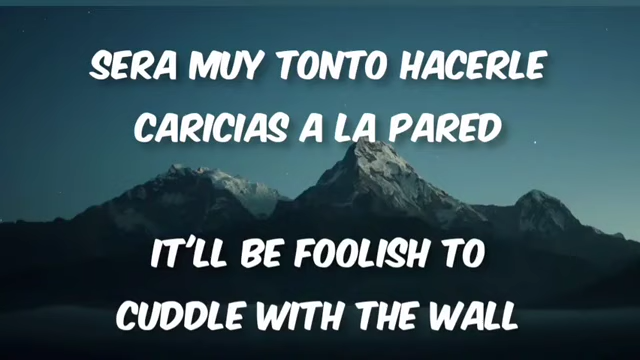 SERA MUY TONTO HACERLE
CARICIAS A LA PARED
IT'LL BE FOOLISH TO
CUDDLE WITH THE WALL